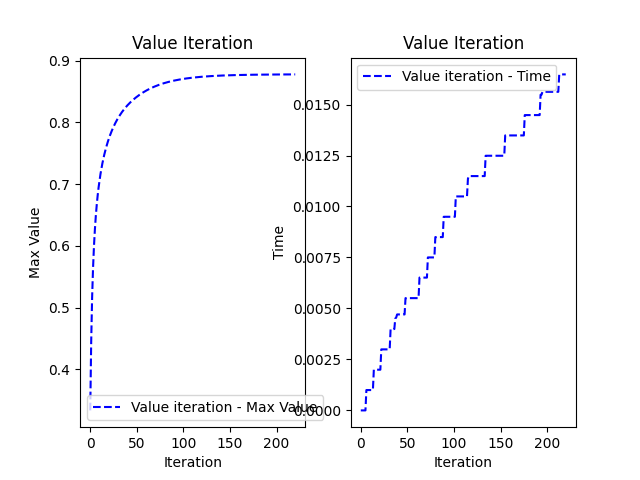 Value Iteration
Max Value
0.9
0.8
0.7
0.6
0.5
0.4
Value iteration - Max Value
0 50 100 150 200
Iteration
Value Iteration
Value iteration - Time
Time
0.0150
0.0125
0.0100
0.0075
0.0050
0.0025
0.0000
0 50 100 150 200
Iteration